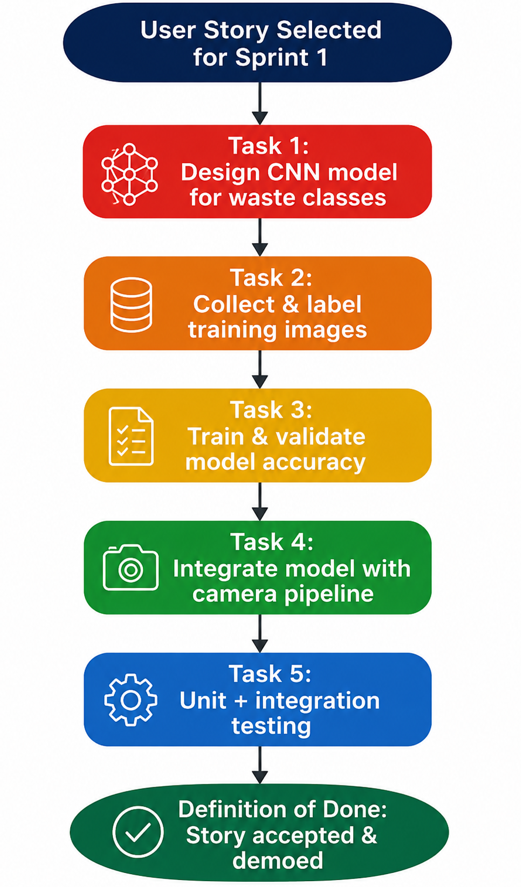 User Story Selected
for Sprint 1
Task 1:
Design CNN model
for waste classes
Task 2:
Collect & label
training images
Task 3:
Train & validate
model accuracy
Task 4:
Integrate model with
camera pipeline
Task 5:
Unit + integration
testing
Definition of Done:
Story accepted &
demoed